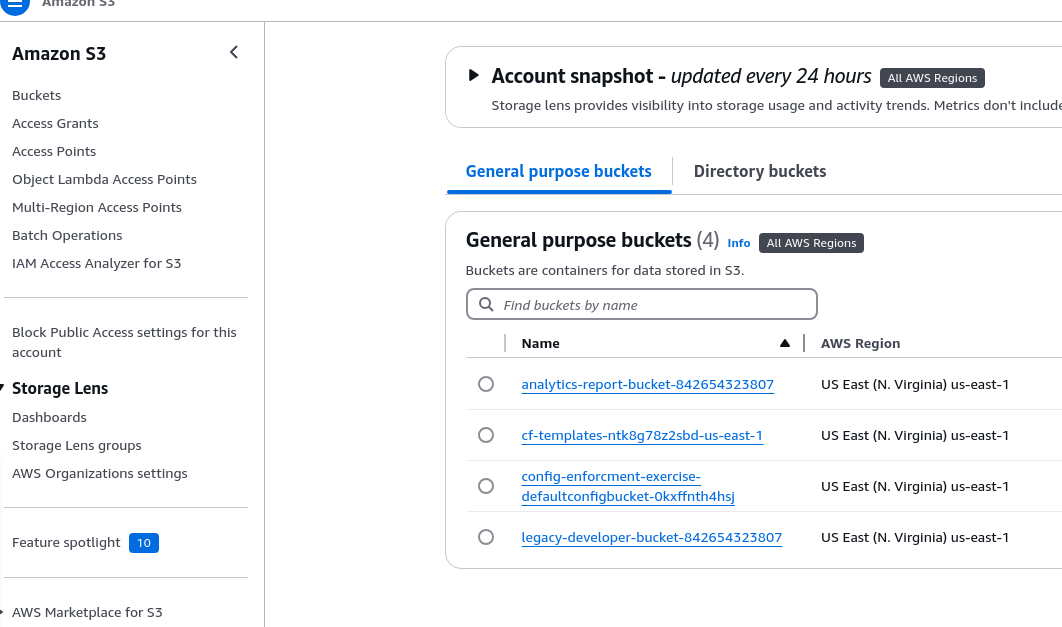 Amazon S3
Amazon S3
Buckets
Access Grants
Access Points
Object Lambda Access Points
Multi-Region Access Points
Batch Operations
IAM Access Analyzer for S3
Block Public Access settings for this
account
Storage Lens
Dashboards
Storage Lens groups
AWS Organizations settings
Feature spotlight 10
AWS Marketplace for S3
Account snapshot - updated every 24 hours All AWS Regions
Storage lens provides visibility into storage usage and activity trends. Metrics don't include
General purpose buckets Directory buckets
General purpose buckets (4) Info All AWS Regions
Buckets are containers for data stored in S3.
Find buckets by name
Name AWS Region
analytics-report-bucket-842654323807 US East (N. Virginia) us-east-1
cf-templates-ntk8g78z2sbd-us-east-1 US East (N. Virginia) us-east-1
config-enforcment-exercise-
defaultconfigbucket-0kxffnth4hsj US East (N. Virginia) us-east-1
legacy-developer-bucket-842654323807 US East (N. Virginia) us-east-1